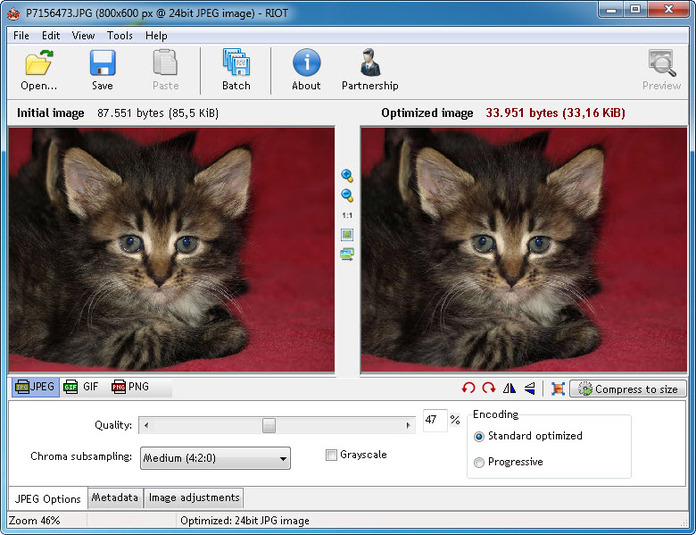 P7156473.JPG (800x600 px @ 24bit JPEG image) - RIOT
File Edit View Tools Help
Open... Save Paste Batch About Partnership Preview
Initial image 87.551 bytes (85,5 KiB) Optimized image 33.951 bytes (33,16 KiB)
1:1
JPG JPEG GIF GIF PNG PNG Compress to size
Encoding
Quality: 47 %
Standard optimized
Chroma subsampling: Medium (4:2:0) Grayscale
Progressive
JPEG Options Metadata Image adjustments
Zoom 46% Optimized: 24bit JPG image